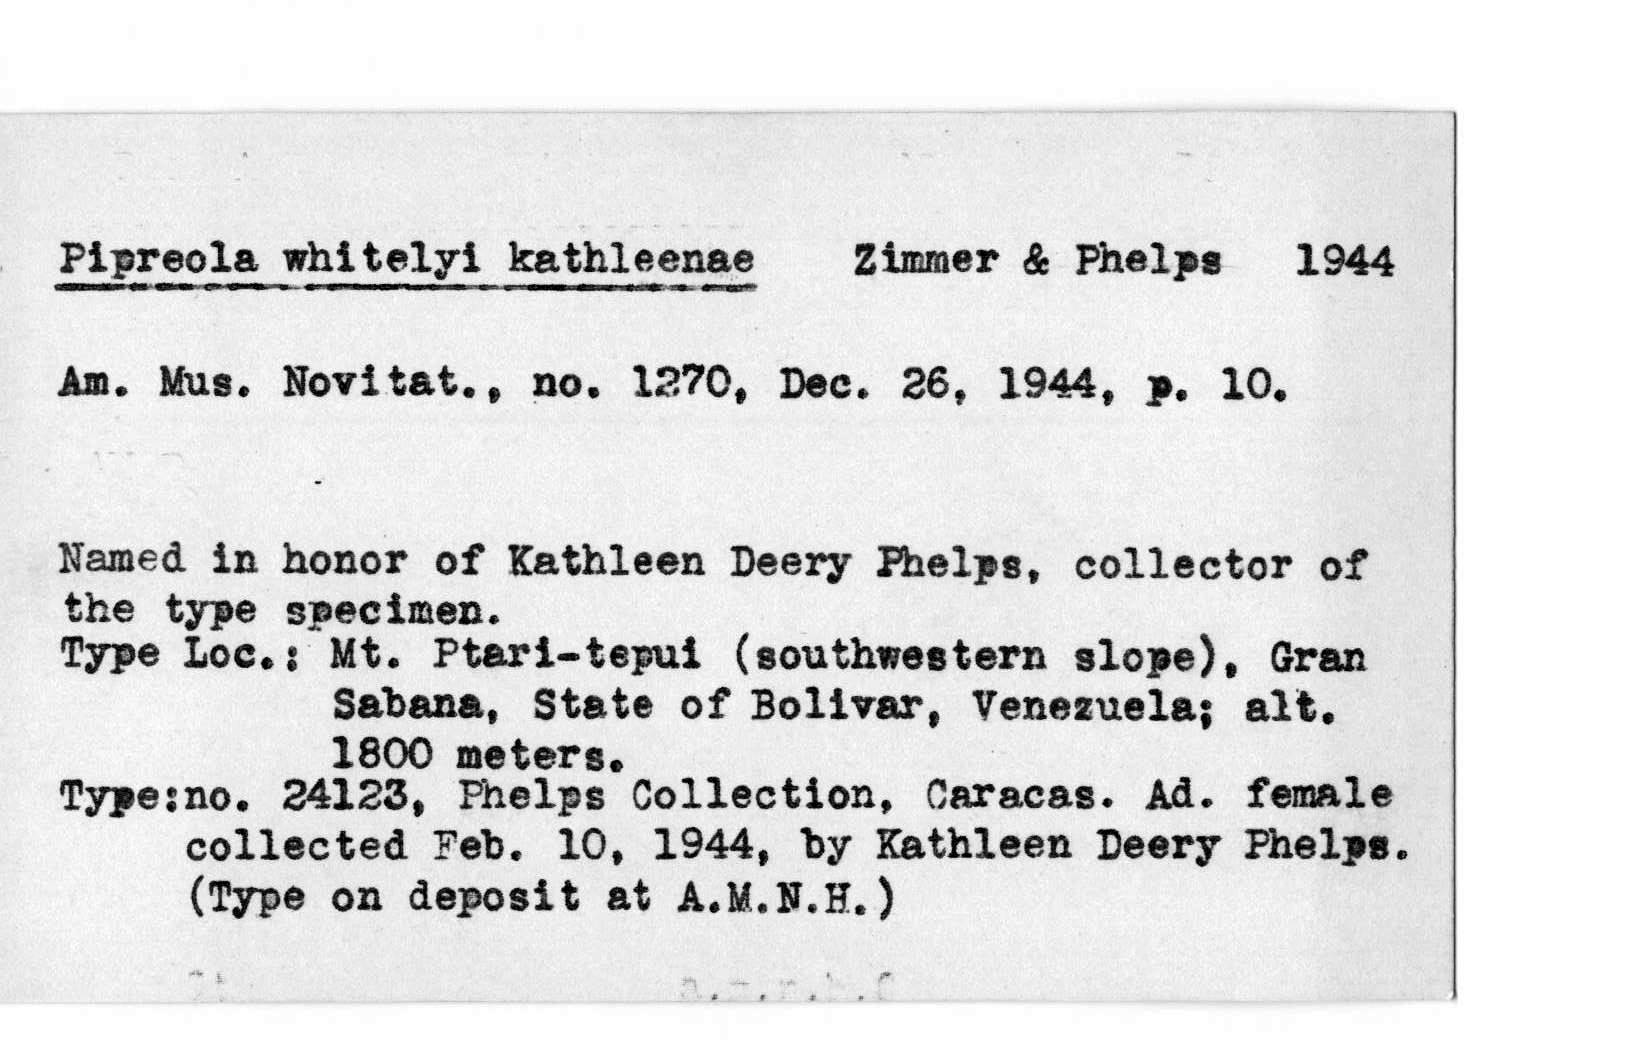 Pipreola whitelyi kathleenae Zimmer & Phelps 1944
Am. Mus. Novitat., no. 1270, Dec. 26, 1944, p. 10.
Named in honor of Kathleen Deery Phelps, collector of
the type specimen.
Type Loc.: Mt. Ptari-tepui (southwestern slope), Gran
Sabana, State of Bolivar, Venezuela; alt.
1800 meters.
Type:no. 24123, Phelps Collection, Caracas. Ad. female
collected Feb. 10, 1944, by Kathleen Deery Phelps.
(Type on deposit at A.M.N.H.)